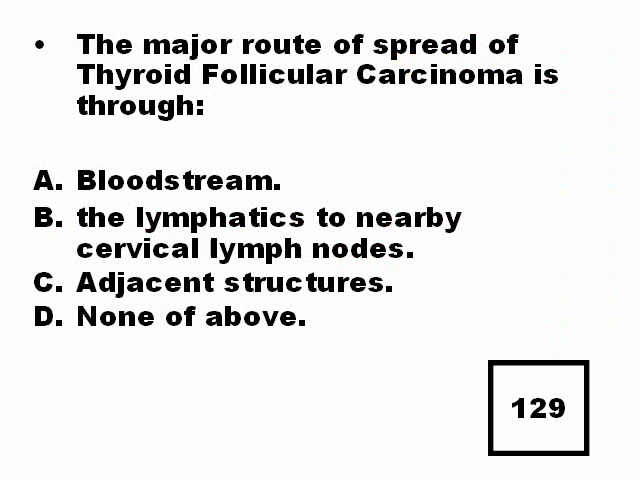 • The major route of spread of
Thyroid Follicular Carcinoma is
through:
A. Bloodstream.
B. the lymphatics to nearby
cervical lymph nodes.
C. Adjacent structures.
D. None of above.
129